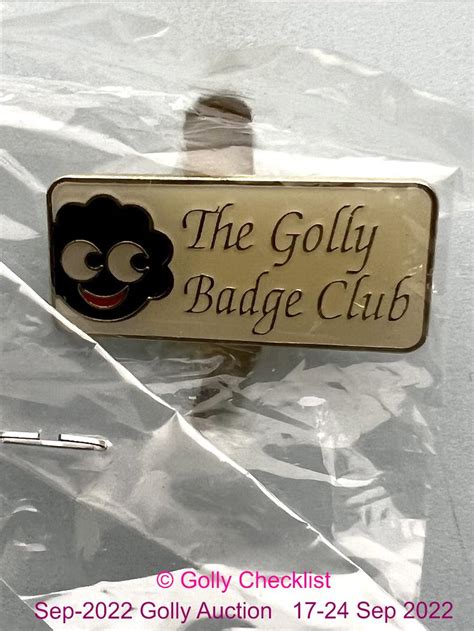 The Golly
Badge Club
© Golly Checklist
Sep-2022 Golly Auction 17-24 Sep 2022